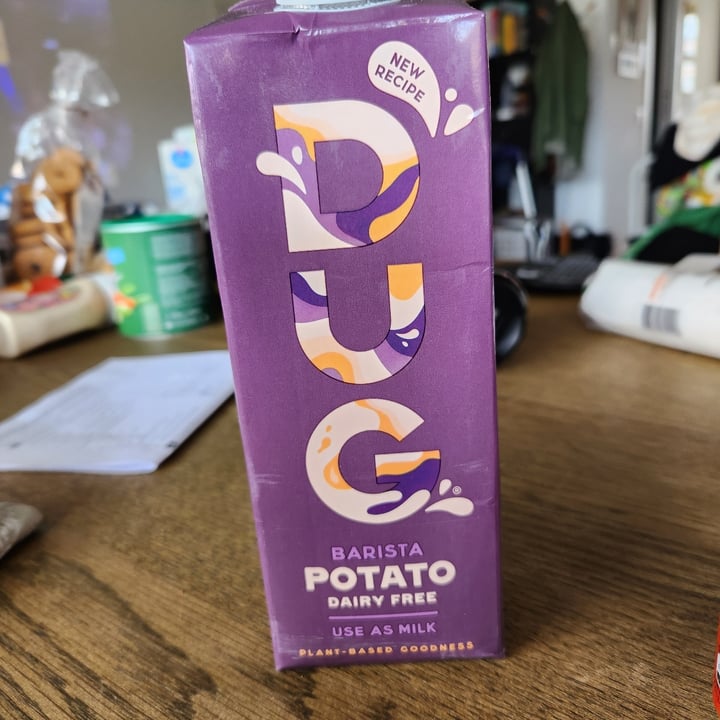 NEW
RECIPE
DUG
®
BARISTA
POTATO
DAIRY FREE
USE AS MILK
PLANT-BASED GOODNESS